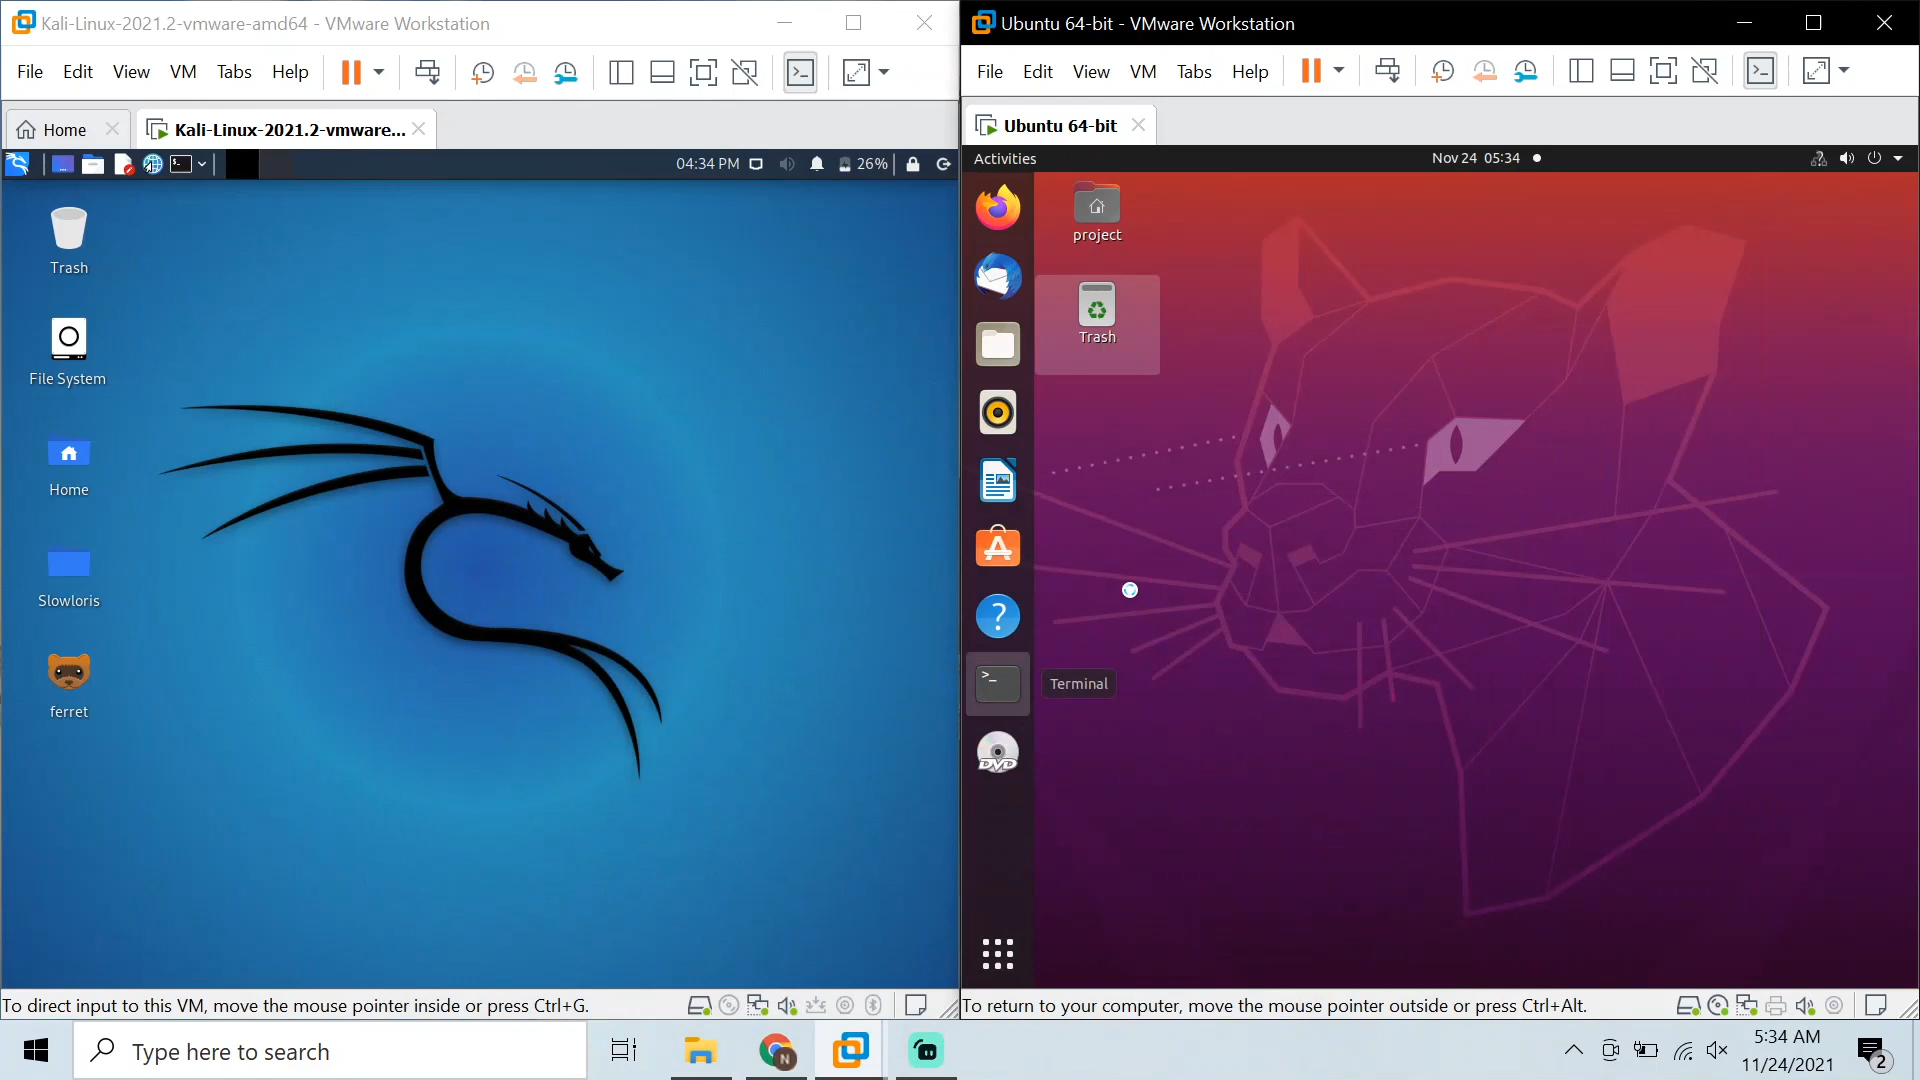 Kali-Linux-2021.2-vmware-amd64 - VMware Workstation
File Edit View VM Tabs Help
Home
Kali-Linux-2021.2-vmware...
04:34 PM
26%
Trash
File System
Home
Slowloris
ferret
To direct input to this VM, move the mouse pointer inside or press Ctrl+G.
Ubuntu 64-bit - VMware Workstation
File Edit View VM Tabs Help
Ubuntu 64-bit
Activities
Nov 24 05:34
project
Trash
Terminal
DVD
To return to your computer, move the mouse pointer outside or press Ctrl+Alt.
Type here to search
N
5:34 AM
11/24/2021
2